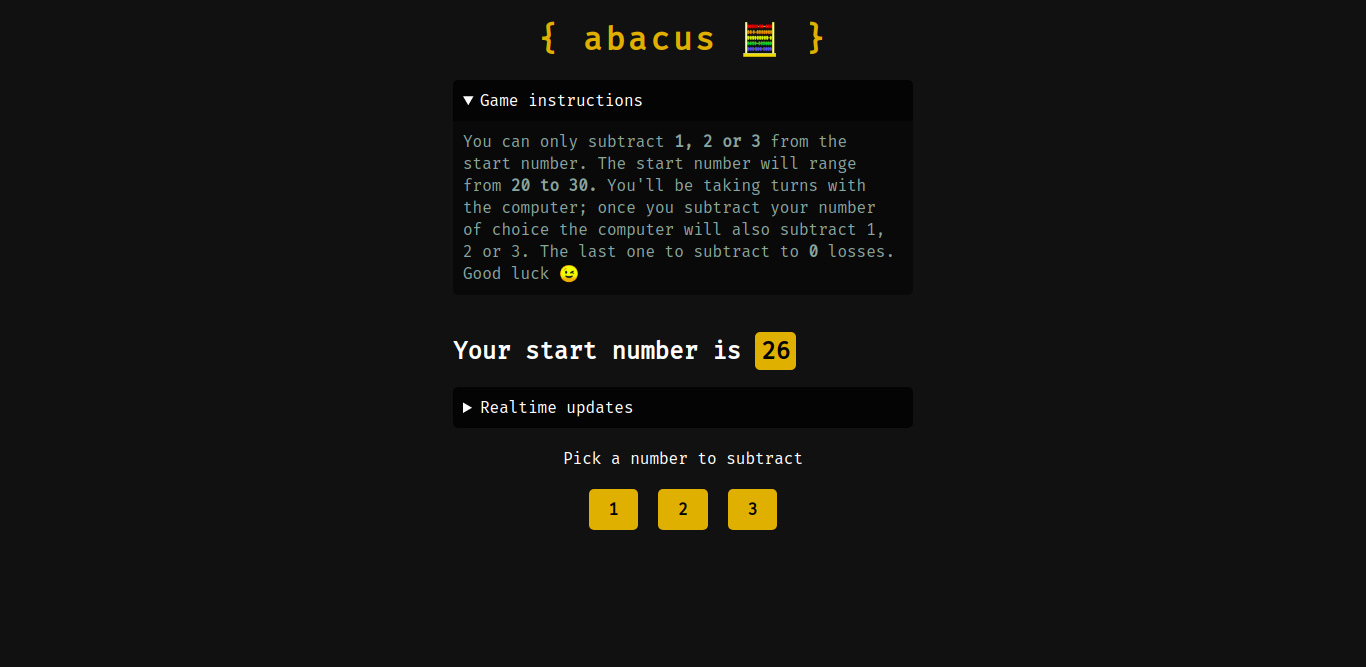 { abacus 🧮 }
▼ Game instructions
You can only subtract 1, 2 or 3 from the
start number. The start number will range
from 20 to 30. You'll be taking turns with
the computer; once you subtract your number
of choice the computer will also subtract 1,
2 or 3. The last one to subtract to 0 losses.
Good luck 😉
Your start number is 26
▶ Realtime updates
Pick a number to subtract
1 2 3